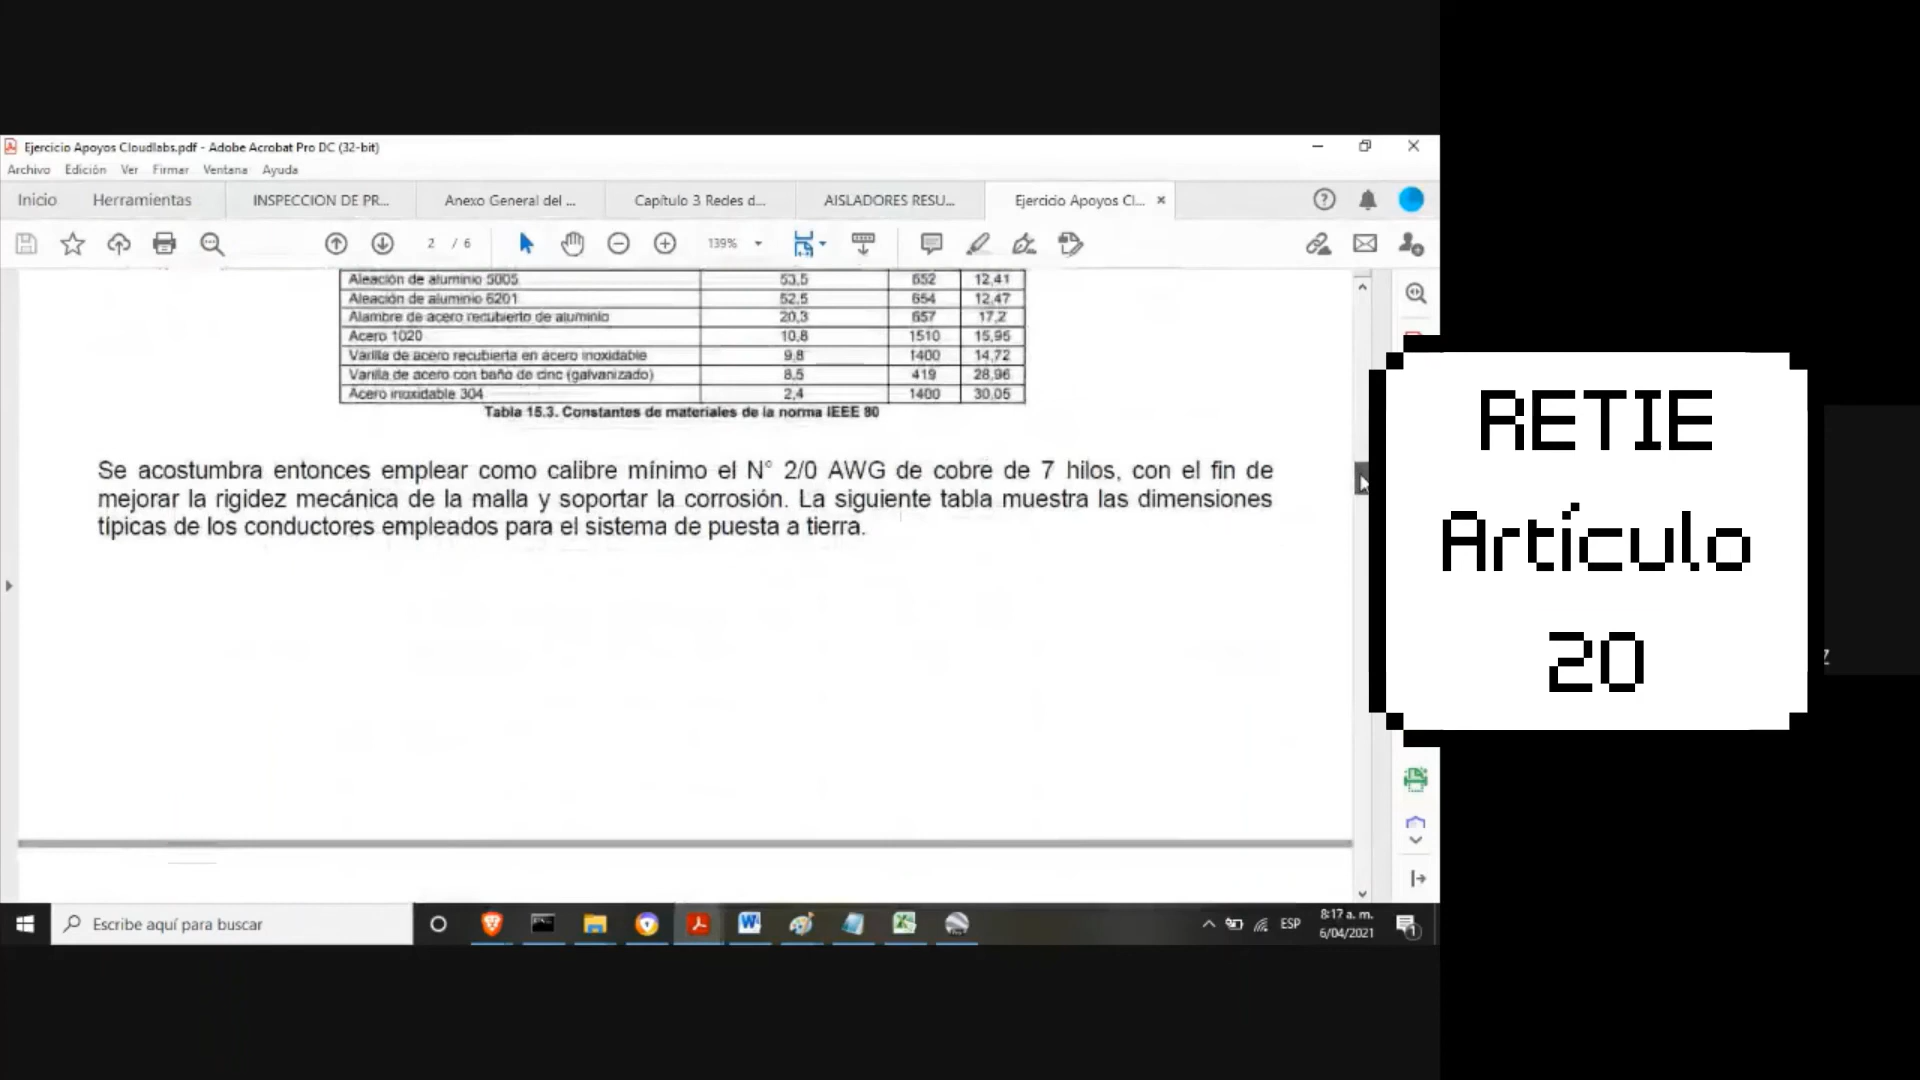 Ejercicio Apoyos Cloudlabs.pdf - Adobe Acrobat Pro DC (32-bit)
Archivo Edición Ver Firmar Ventana Ayuda
Inicio Herramientas INSPECCION DE PR... Anexo General del ... Capítulo 3 Redes d... AISLADORES RESU... Ejercicio Apoyos Cl... ×
2 / 6 139%
Aleación de aluminio 5005 53,5 652 12,41
Aleación de aluminio 6201 52,5 654 12,47
Alambre de acero recubierto de aluminio 20,3 657 17,2
Acero 1020 10,8 1510 15,95
Varilla de acero recubierta en acero inoxidable 9,8 1400 14,72
Varilla de acero con baño de cinc (galvanizado) 8,5 419 28,96
Acero inoxidable 304 2,4 1400 30,05
Tabla 15.3. Constantes de materiales de la norma IEEE 80
Se acostumbra entonces emplear como calibre mínimo el N° 2/0 AWG de cobre de 7 hilos, con el fin de
mejorar la rigidez mecánica de la malla y soportar la corrosión. La siguiente tabla muestra las dimensiones
típicas de los conductores empleados para el sistema de puesta a tierra.
RETIE
Artículo
20
Z
Escribe aquí para buscar
ESP
8:17 a. m.
6/04/2021
1